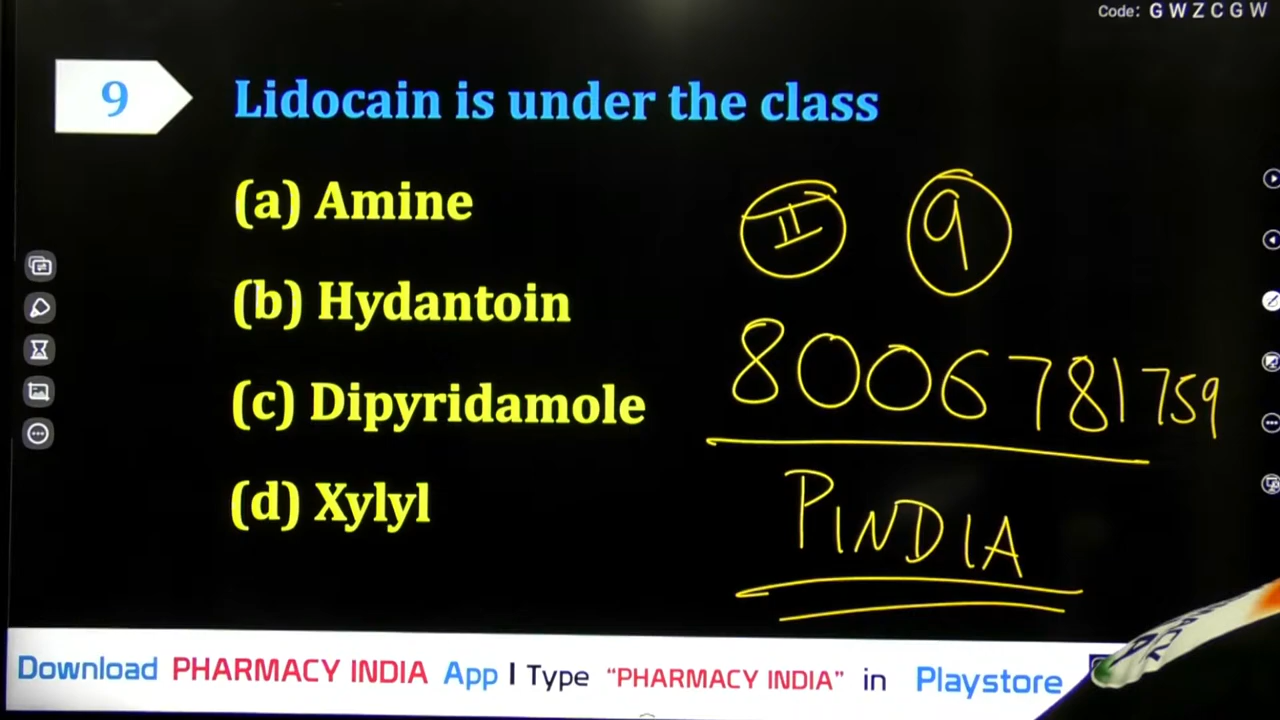 Code: G W Z C G W
9
Lidocain is under the class
(a) Amine
(b) Hydantoin
(c) Dipyridamole
(d) Xylyl
II 9
8006781759
PINDIA
Download PHARMACY INDIA App | Type “PHARMACY INDIA” in Playstore